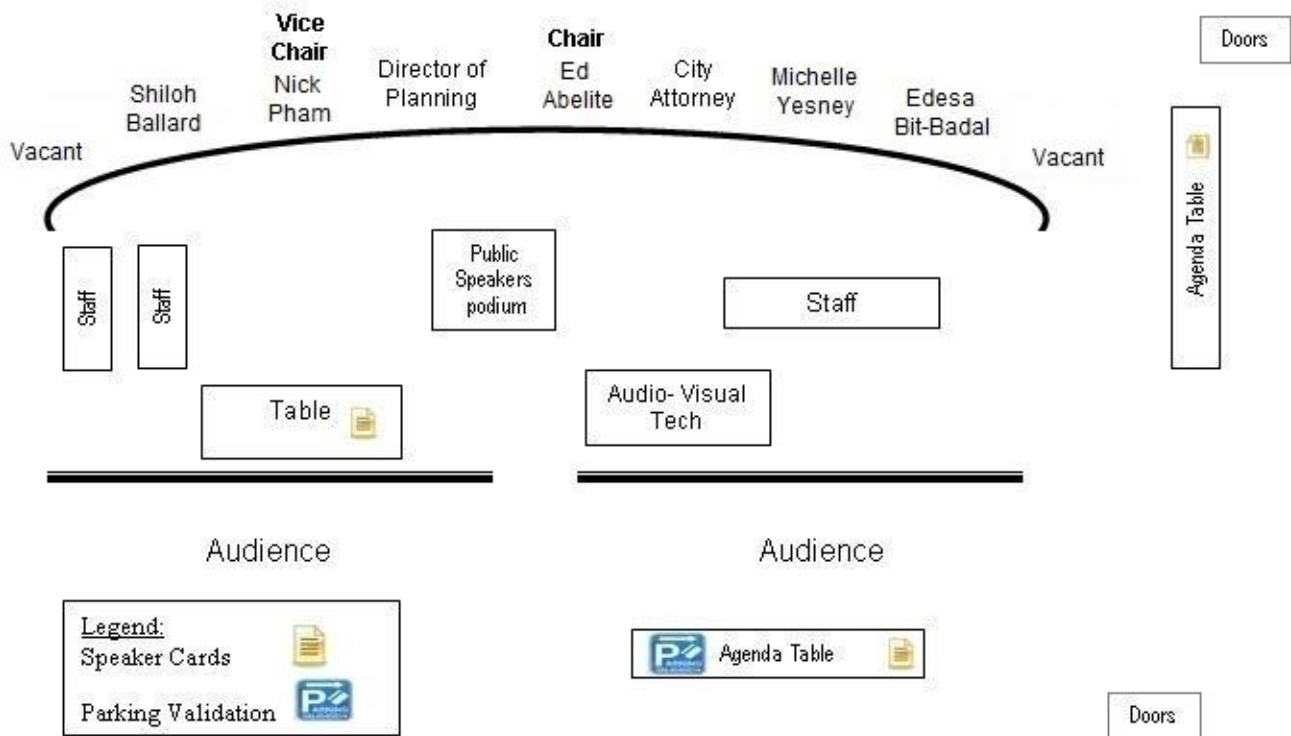 Vice
Chair
Nick
Pham
Chair
Ed
Abelite
Doors
Director of
Planning
City
Attorney
Michelle
Yesney
Shiloh
Ballard
Edesa
Bit-Badal
Vacant
Vacant
Agenda Table
Public
Speakers
podium
Staff
Staff
Staff
Table
Audio- Visual
Tech
Audience
Audience
Legend:
Speaker Cards
Parking Validation
P
P
Agenda Table
Doors